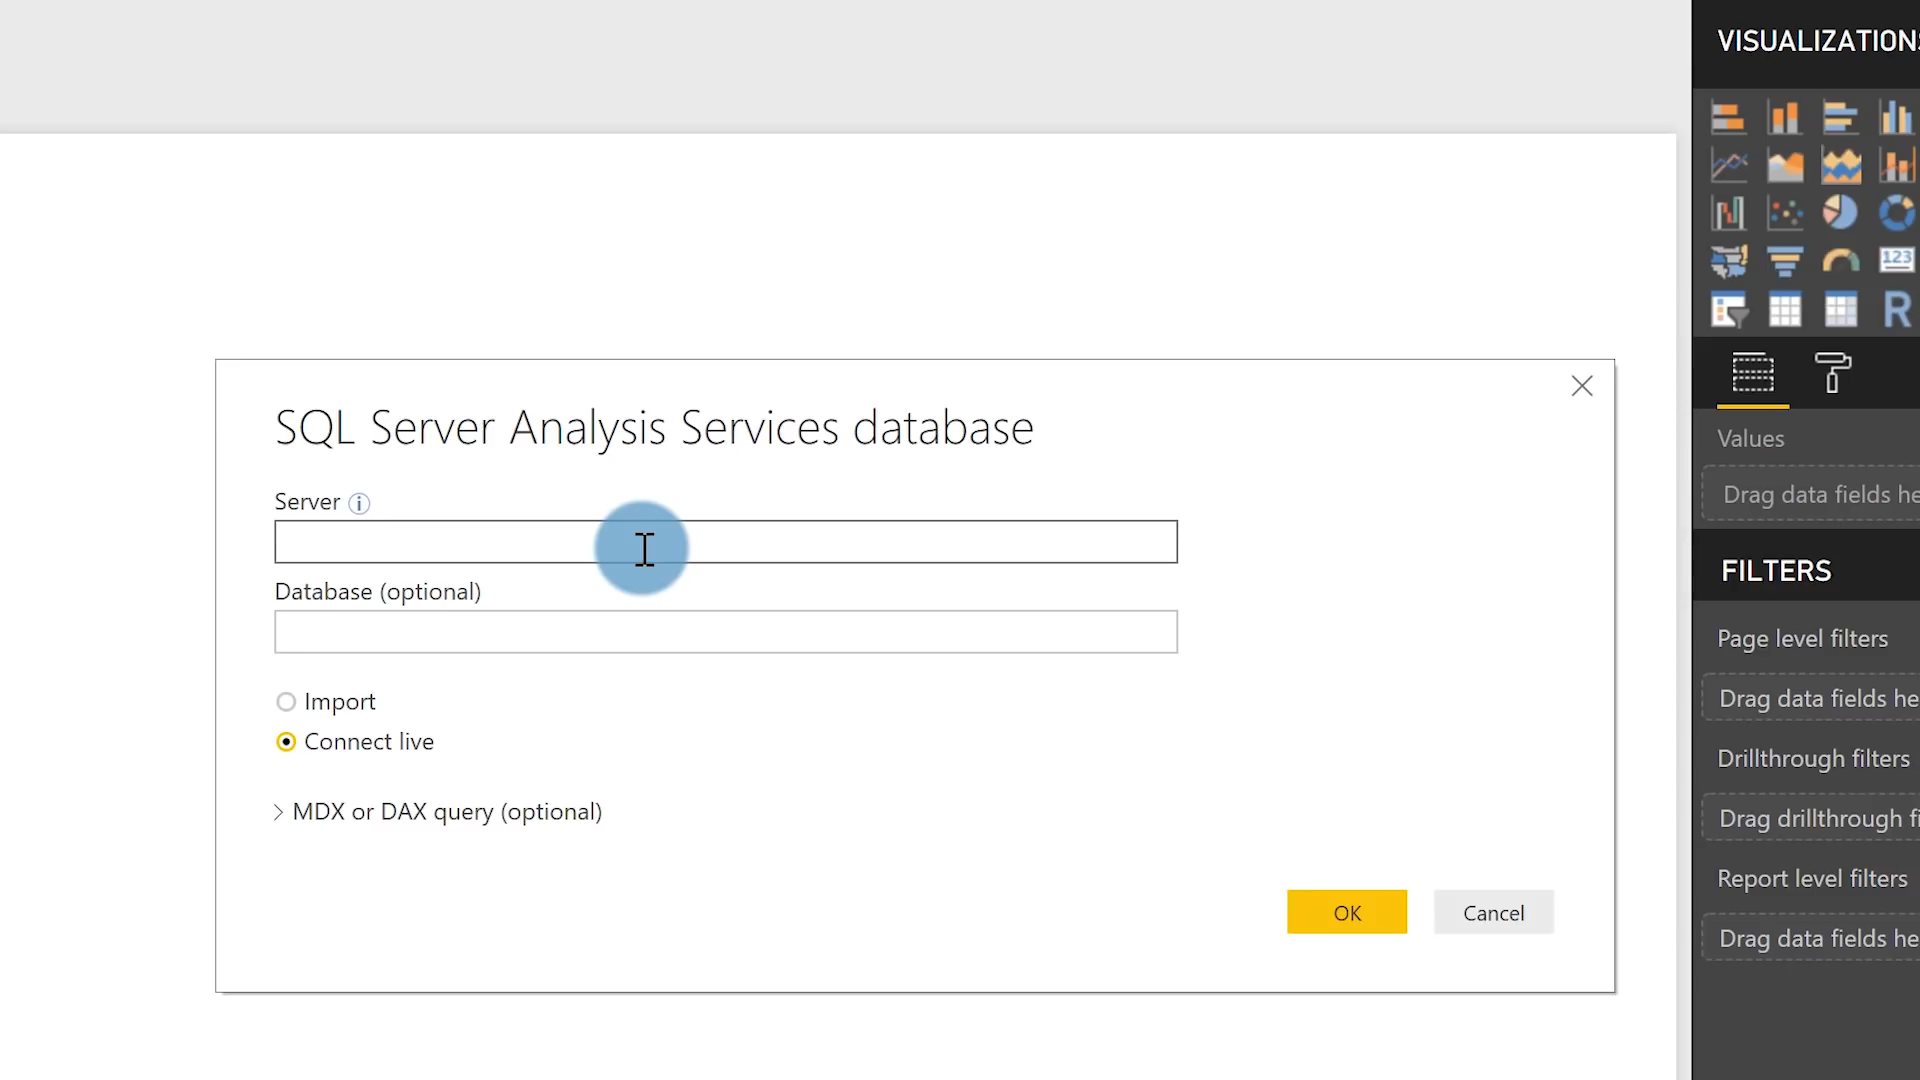 VISUALIZATIONS
123
R
SQL Server Analysis Services database
Server
Database (optional)
Import
Connect live
MDX or DAX query (optional)
OK
Cancel
Values
Drag data fields he
FILTERS
Page level filters
Drag data fields he
Drillthrough filters
Drag drillthrough fi
Report level filters
Drag data fields he